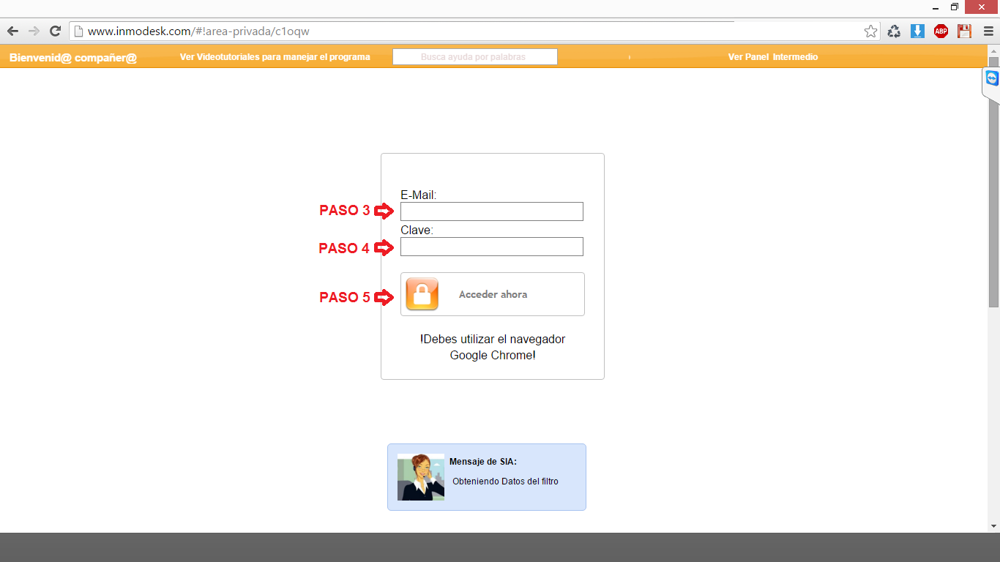 www.inmodesk.com/#!area-privada/c1oqw
ABP
Bienvenid@ compañer@ Ver Videotutoriales para manejar el programa Busca ayuda por palabras Ver Panel Intermedio
E-Mail:
PASO 3
Clave:
PASO 4
PASO 5 Acceder ahora
!Debes utilizar el navegador
Google Chrome!
Mensaje de SIA:
Obteniendo Datos del filtro